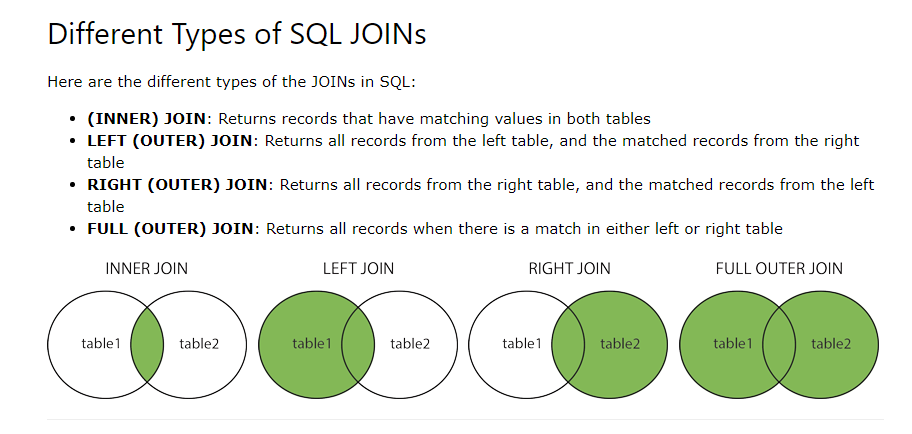 Different Types of SQL JOINs
Here are the different types of the JOINs in SQL:
(INNER) JOIN: Returns records that have matching values in both tables
LEFT (OUTER) JOIN: Returns all records from the left table, and the matched records from the right
table
RIGHT (OUTER) JOIN: Returns all records from the right table, and the matched records from the left
table
FULL (OUTER) JOIN: Returns all records when there is a match in either left or right table
INNER JOIN LEFT JOIN RIGHT JOIN FULL OUTER JOIN
table1 table2 table1 table2 table1 table2 table1 table2